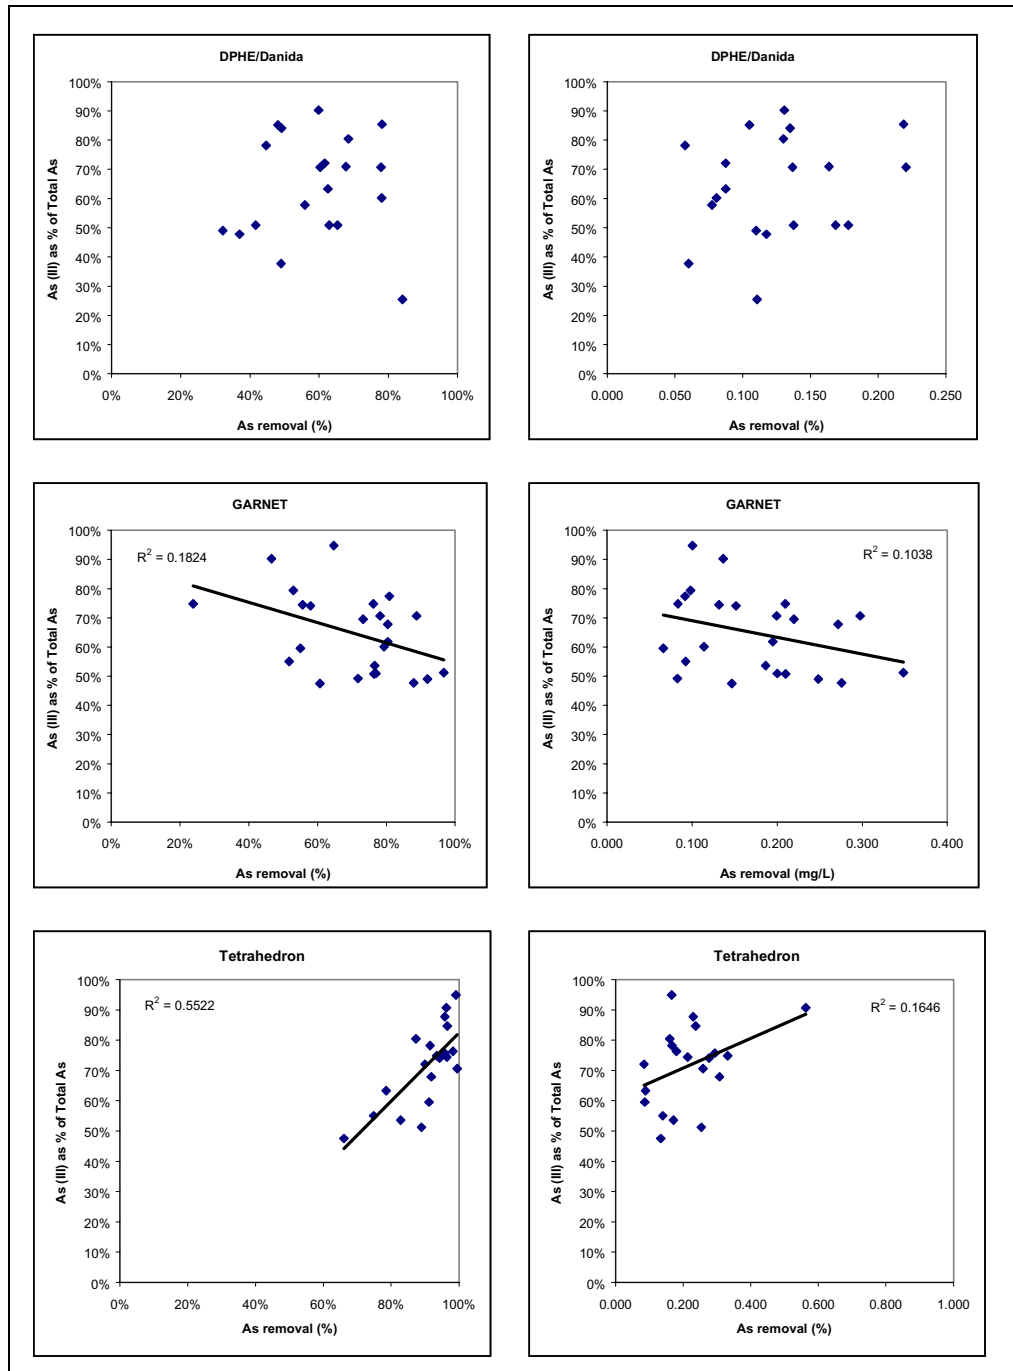 DPHE/Danida
100%
90%
80%
70%
60%
50%
40%
30%
20%
10%
0%
As (III) as % of Total As
0% 20% 40% 60% 80% 100%
As removal (%)
DPHE/Danida
100%
90%
80%
70%
60%
50%
40%
30%
20%
10%
0%
As (III) as % of Total As
0.000 0.050 0.100 0.150 0.200 0.250
As removal (%)
GARNET
R² = 0.1824
100%
90%
80%
70%
60%
50%
40%
30%
20%
10%
0%
As (III) as % of Total As
0% 20% 40% 60% 80% 100%
As removal (%)
GARNET
R² = 0.1038
100%
90%
80%
70%
60%
50%
40%
30%
20%
10%
0%
As (III) as % of Total As
0.000 0.100 0.200 0.300 0.400
As removal (mg/L)
Tetrahedron
R² = 0.5522
100%
90%
80%
70%
60%
50%
40%
30%
20%
10%
0%
As (III) as % of Total As
0% 20% 40% 60% 80% 100%
As removal (%)
Tetrahedron
R² = 0.1646
100%
90%
80%
70%
60%
50%
40%
30%
20%
10%
0%
As (III) as % of Total As
0.000 0.200 0.400 0.600 0.800 1.000
As removal (%)